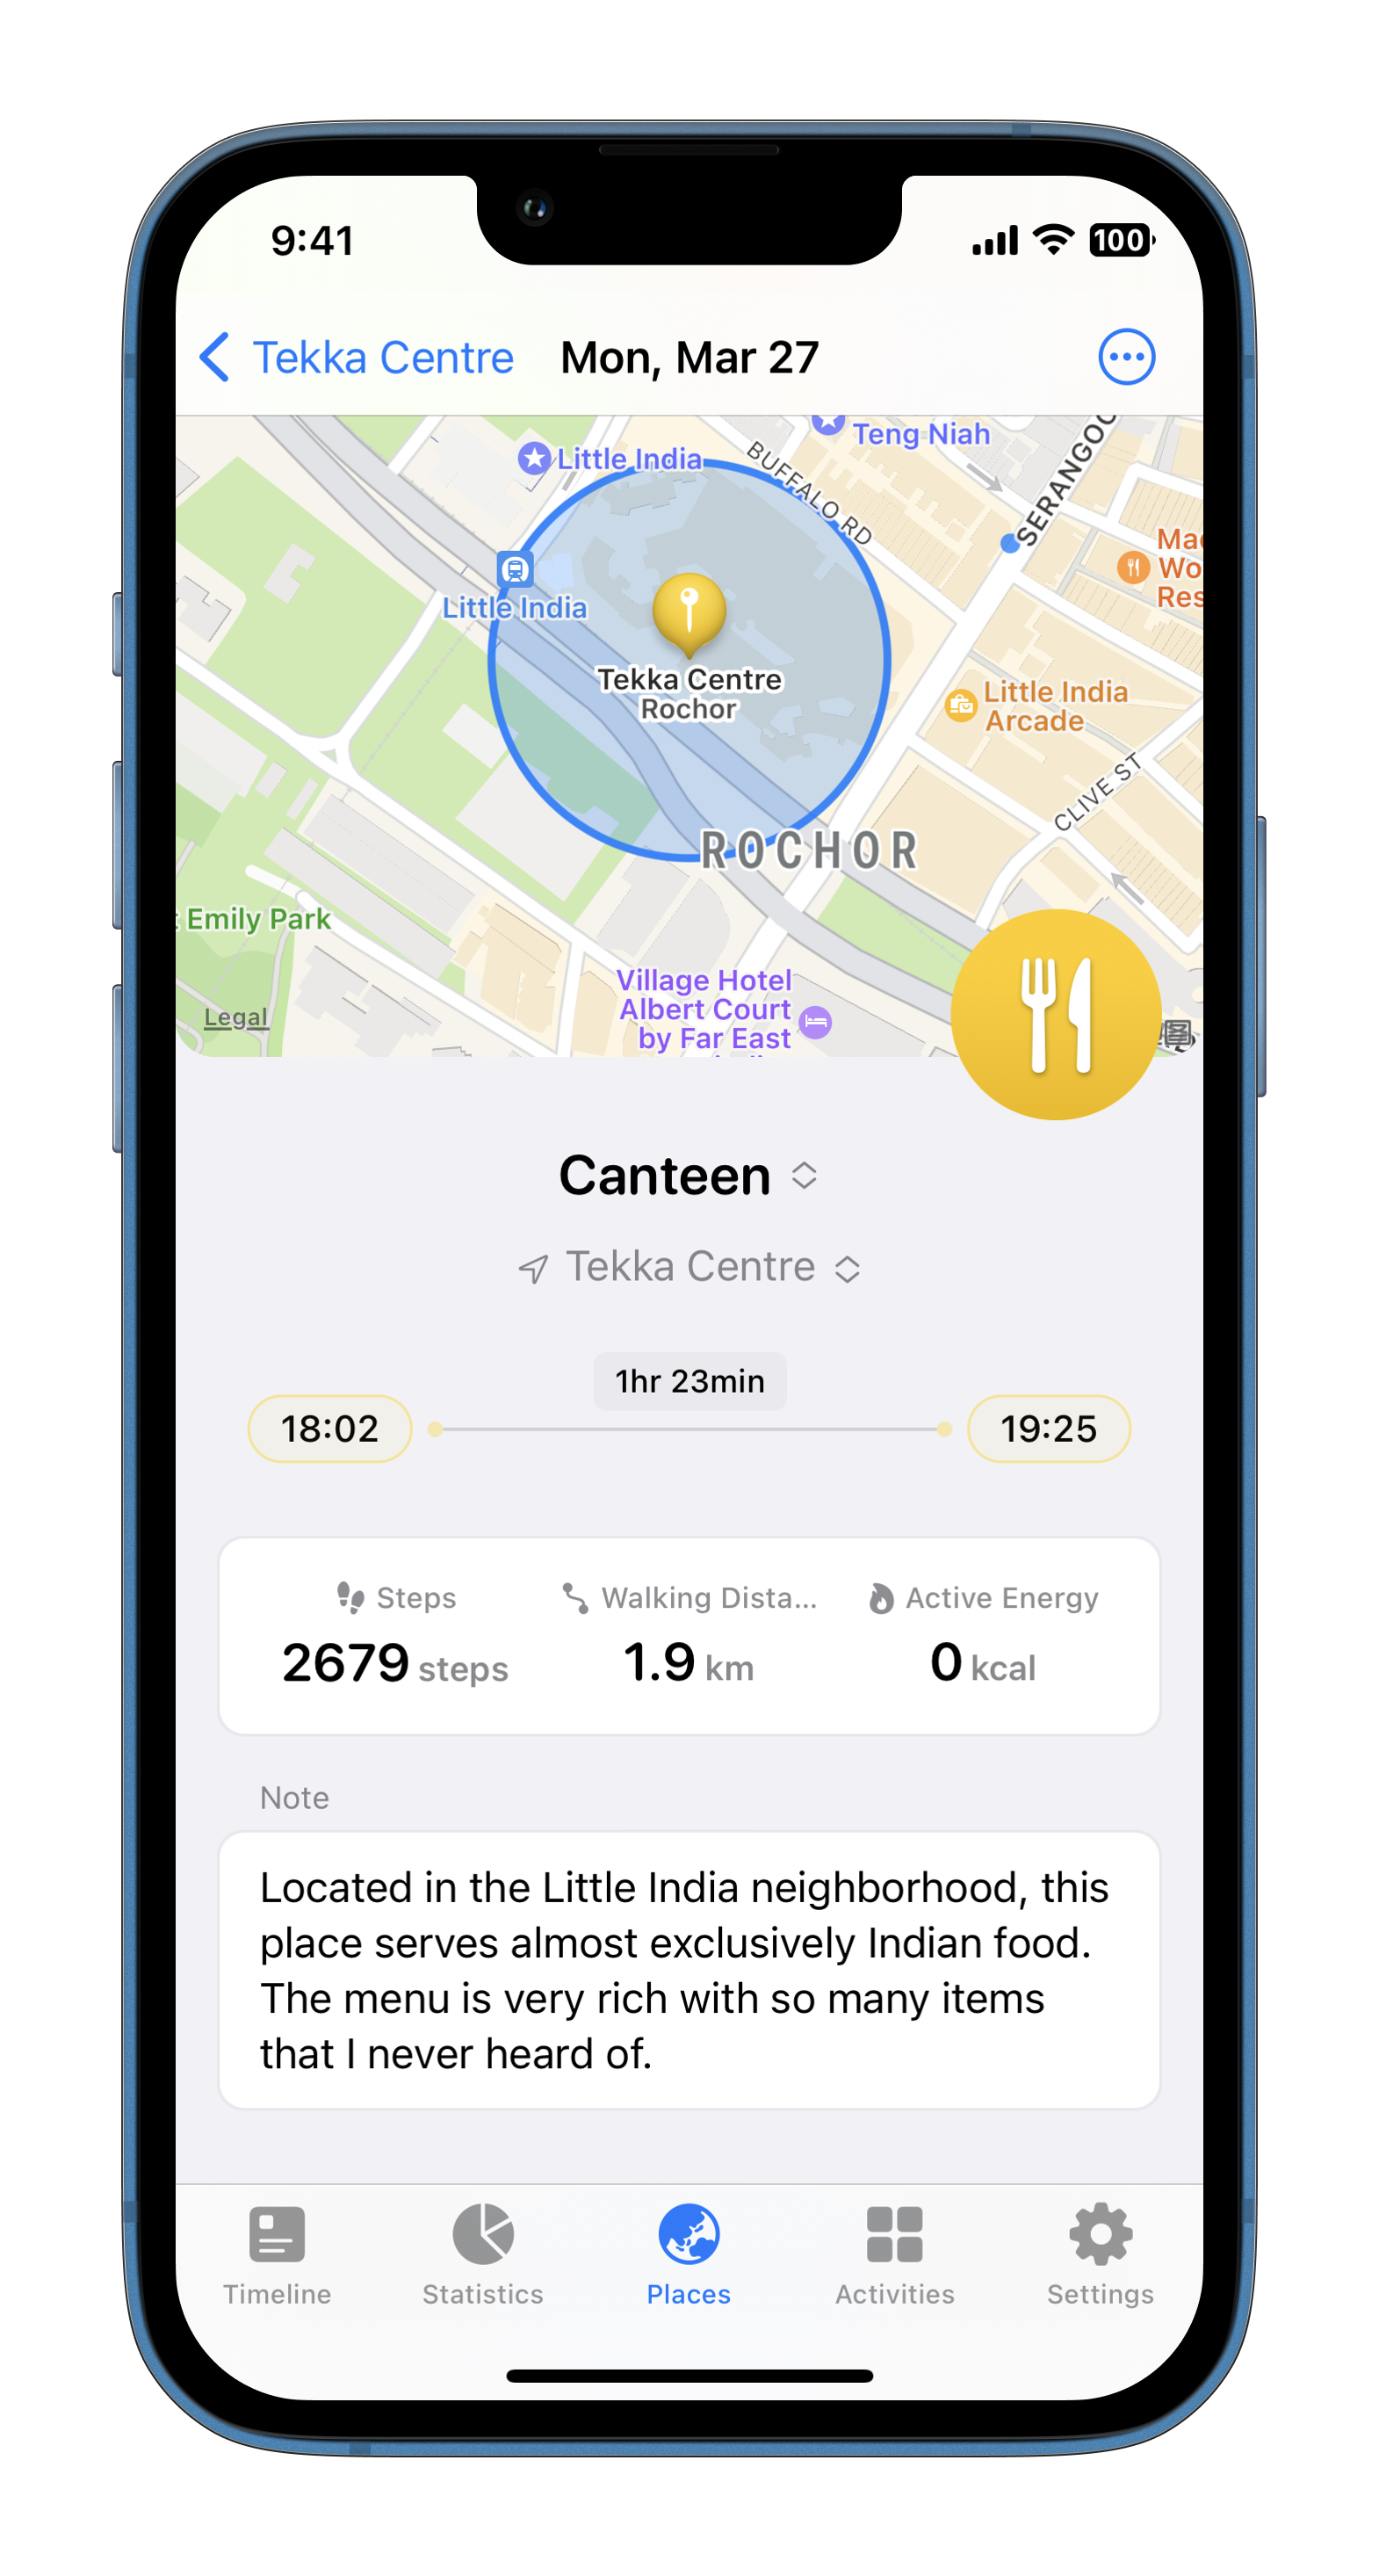 9:41
100
Tekka Centre
Mon, Mar 27
Teng Niah
Little India
BUFFALO RD
Little India
Tekka Centre
Rochor
Little India
Arcade
CLIVE ST
ROCHOR
Emily Park
Village Hotel
Albert Court
by Far East
Legal
Canteen
Tekka Centre
1hr 23min
18:02
19:25
Steps
Walking Dista...
Active Energy
2679 steps
1.9 km
0 kcal
Note
Located in the Little India neighborhood, this
place serves almost exclusively Indian food.
The menu is very rich with so many items
that I never heard of.
Timeline
Statistics
Places
Activities
Settings